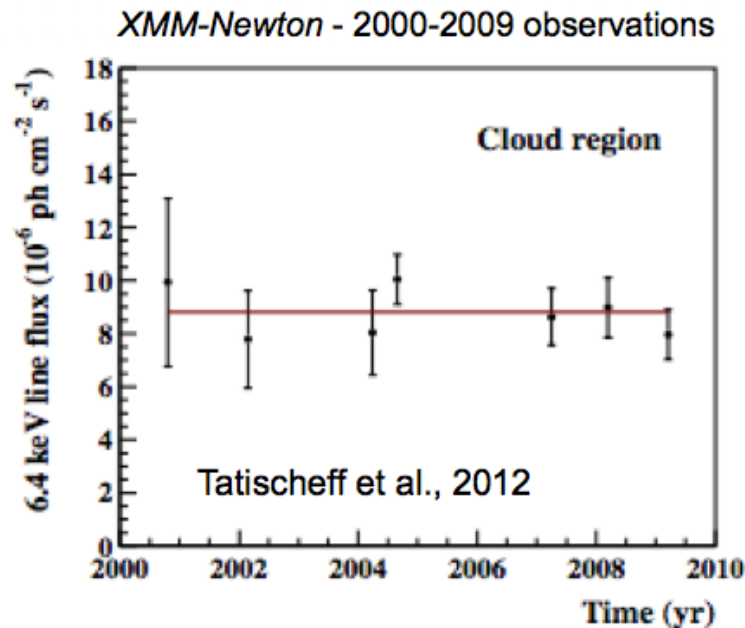 XMM-Newton - 2000-2009 observations
18
16
14
12
10
8
6
4
2
0
6.4 keV line flux (10⁻⁶ ph cm⁻² s⁻¹)
Cloud region
Tatischeff et al., 2012
2000 2002 2004 2006 2008 2010
Time (yr)